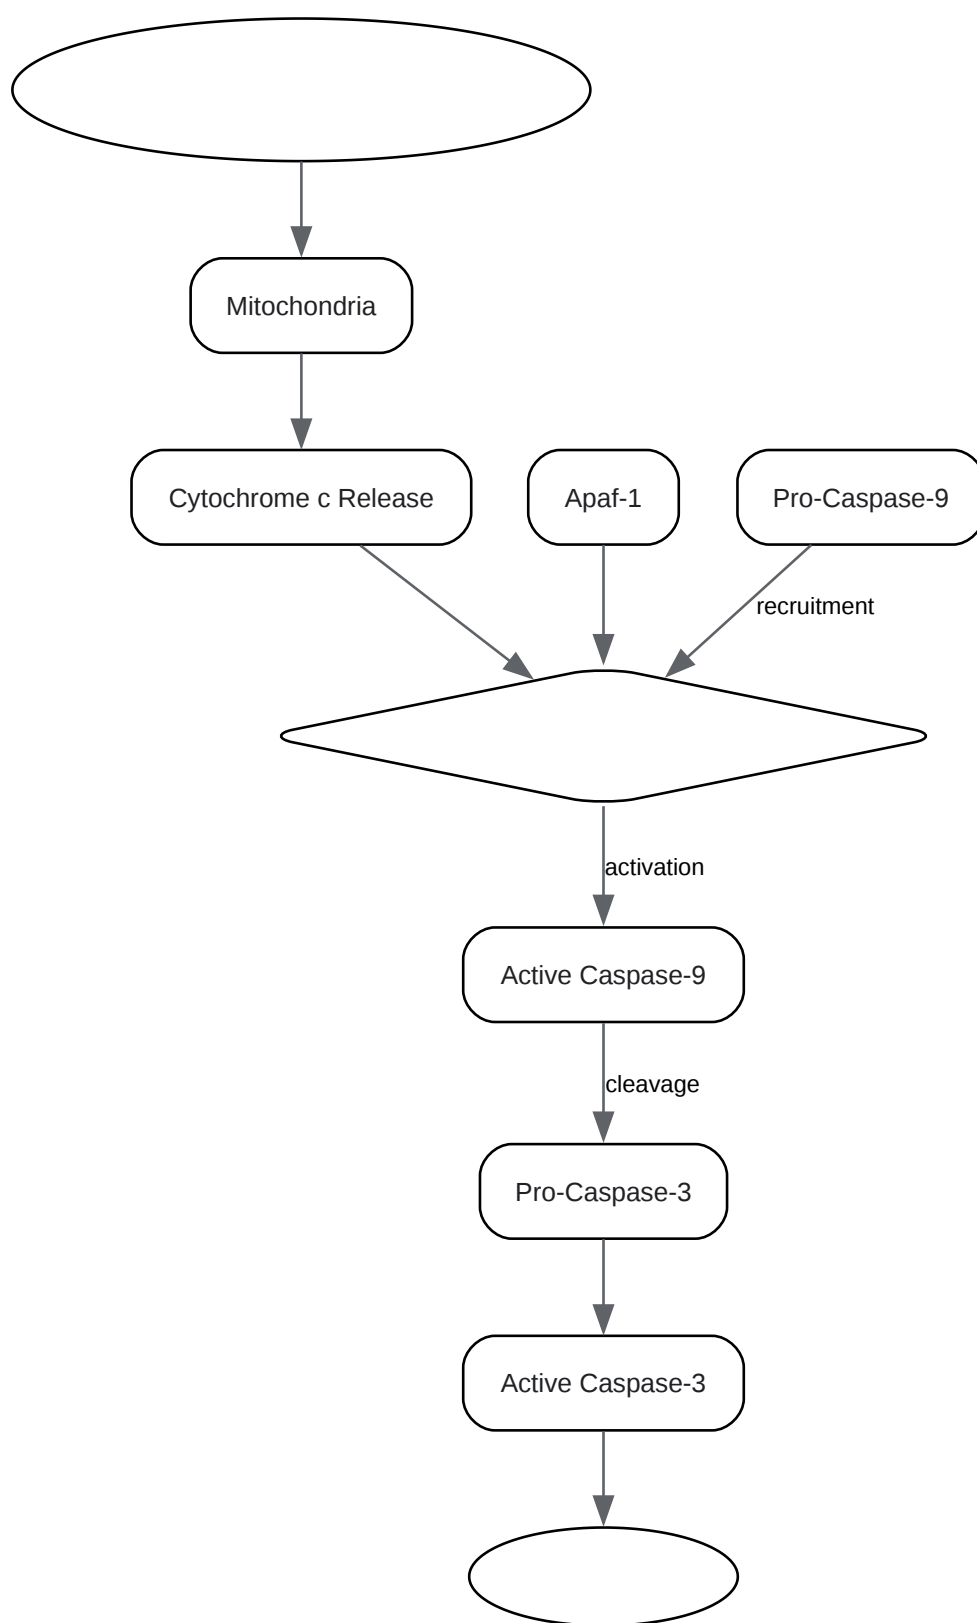 Mitochondria
Cytochrome c Release
Apaf-1
Pro-Caspase-9
recruitment
activation
Active Caspase-9
cleavage
Pro-Caspase-3
Active Caspase-3